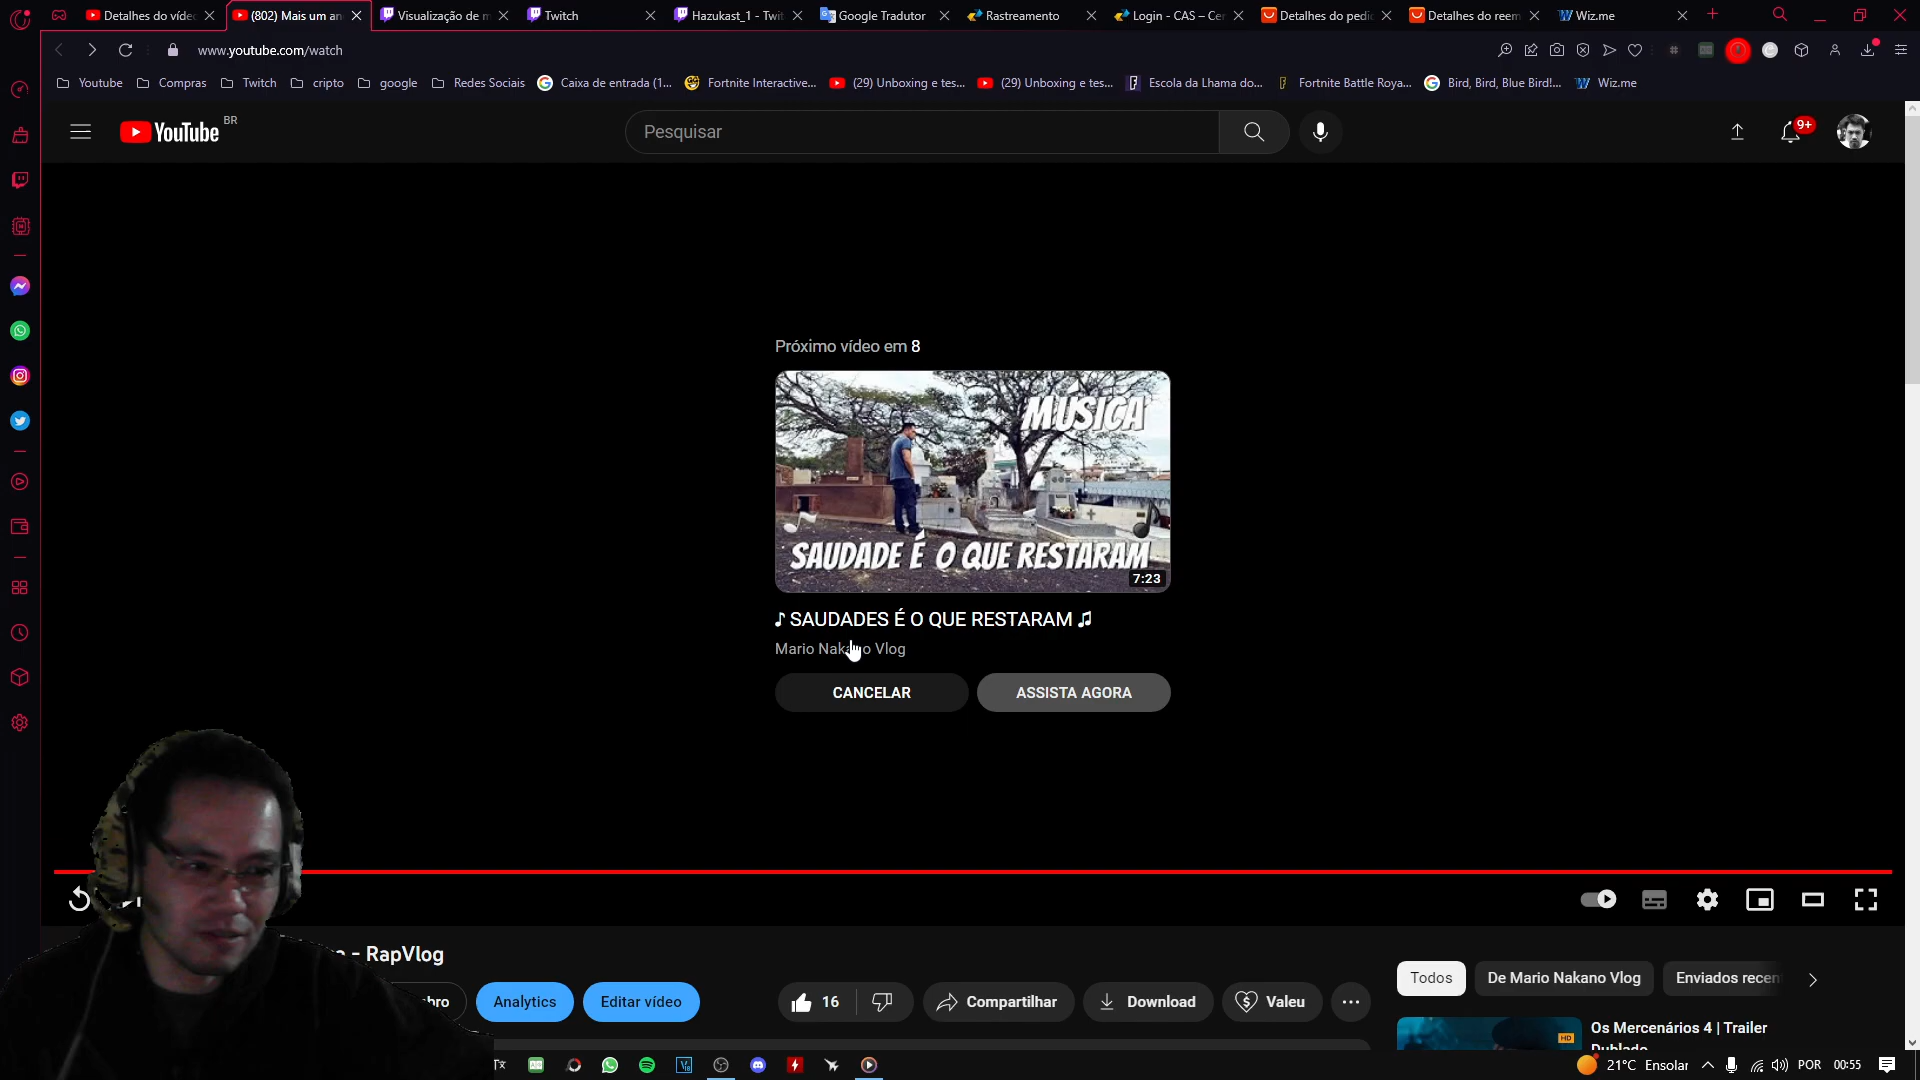 Detalhes do víde
(802) Mais um an
Visualização de m
Twitch
Hazukast_1 - Twit
Google Tradutor
Rastreamento
Login - CAS – Cer
Detalhes do pedi
Detalhes do reem
Wiz.me
www.youtube.com/watch
Youtube
Compras
Twitch
cripto
google
Redes Sociais
Caixa de entrada (1...
Fortnite Interactive...
(29) Unboxing e tes...
(29) Unboxing e tes...
Escola da Lhama do...
Fortnite Battle Roya...
Bird, Bird, Blue Bird!...
Wiz.me
YouTube BR
Pesquisar
9+
Próximo vídeo em 8
MÚSICA
SAUDADE É O QUE RESTARAM
7:23
♪ SAUDADES É O QUE RESTARAM ♫
Mario Nakano Vlog
CANCELAR
ASSISTA AGORA
- RapVlog
Analytics
Editar vídeo
16
Compartilhar
Download
Valeu
Todos
De Mario Nakano Vlog
Enviados recen
HD
Os Mercenários 4 | Trailer
Dublado
21°C Ensolar
POR
00:55